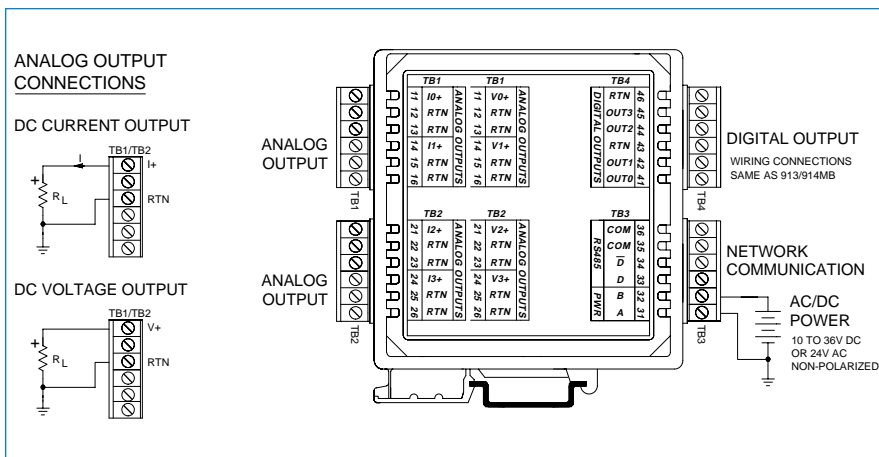 ANALOG OUTPUT
CONNECTIONS
DC CURRENT OUTPUT
TB1/TB2
I
I+
+
RL
RTN
DC VOLTAGE OUTPUT
TB1/TB2
V+
+
RL
RTN
ANALOG
OUTPUT
TB1
ANALOG
OUTPUT
TB2
TB1
11 I0+
12 RTN
13 RTN
14 I1+
15 RTN
16 RTN
ANALOG OUTPUTS
TB1
11 V0+
12 RTN
13 RTN
14 V1+
15 RTN
16 RTN
ANALOG OUTPUTS
TB4
DIGITAL OUTPUTS
RTN 46
OUT3 45
OUT2 44
RTN 43
OUT1 42
OUT0 41
TB2
21 I2+
22 RTN
23 RTN
24 I3+
25 RTN
26 RTN
ANALOG OUTPUTS
TB2
21 V2+
22 RTN
23 RTN
24 V3+
25 RTN
26 RTN
ANALOG OUTPUTS
TB3
RS485
PWR
COM 36
COM 35
D̅ 34
D 33
B 32
A 31
TB4
DIGITAL OUTPUT
WIRING CONNECTIONS
SAME AS 913/914MB
TB3
NETWORK
COMMUNICATION
AC/DC
POWER
10 TO 36V DC
OR 24V AC
NON-POLARIZED